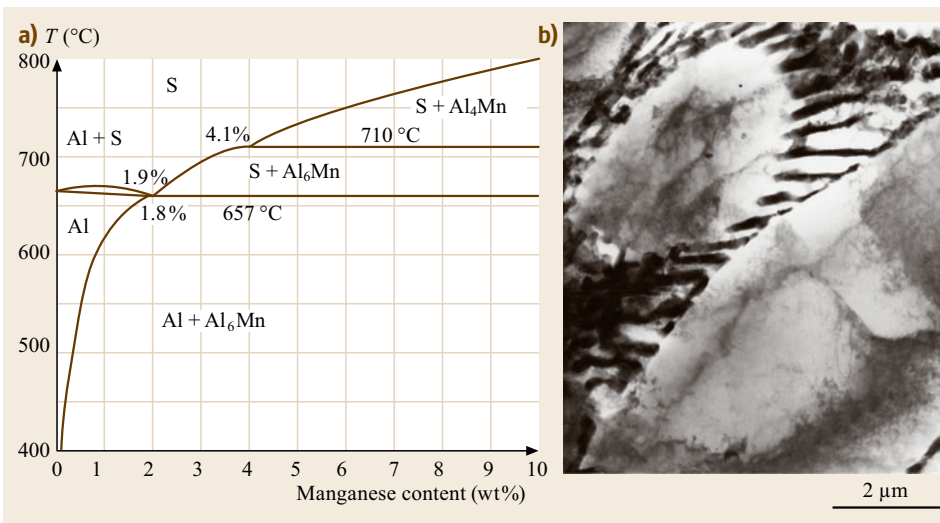 a) T (°C)
800
700
600
500
400
0 1 2 3 4 5 6 7 8 9 10
Manganese content (wt%)
S
Al + S
4.1%
S + Al₄Mn
710 °C
1.9%
S + Al₆Mn
1.8%
657 °C
Al
Al + Al₆Mn
b)
2 µm